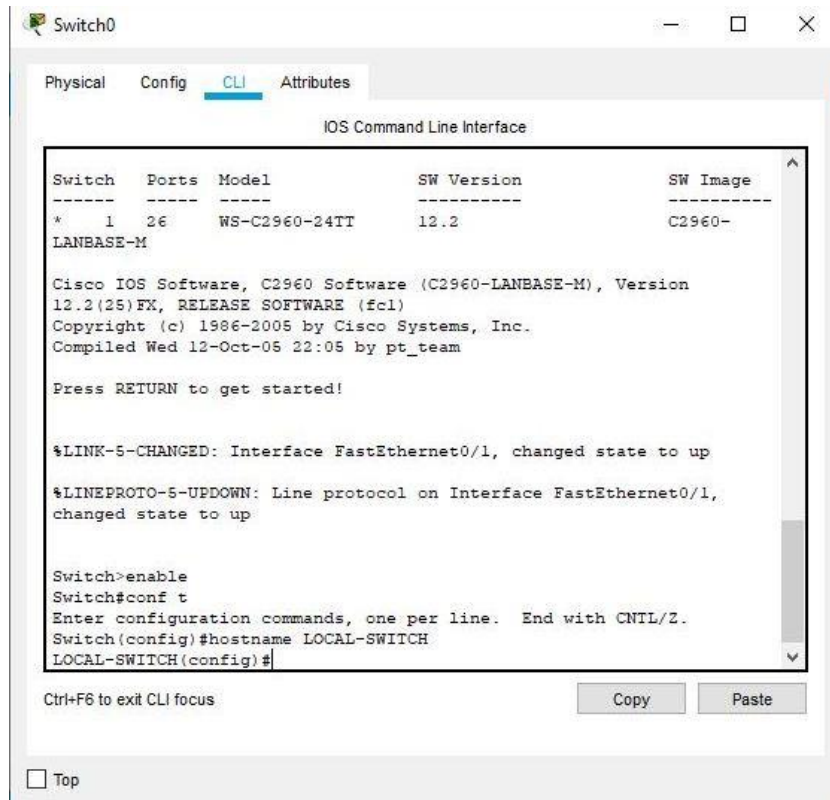 Switch0
Physical Config CLI Attributes
IOS Command Line Interface
Switch Ports Model SW Version SW Image
------ ----- ----- ---------- ----------
* 1 26 WS-C2960-24TT 12.2 C2960-
LANBASE-M
Cisco IOS Software, C2960 Software (C2960-LANBASE-M), Version
12.2(25)FX, RELEASE SOFTWARE (fc1)
Copyright (c) 1986-2005 by Cisco Systems, Inc.
Compiled Wed 12-Oct-05 22:05 by pt_team
Press RETURN to get started!
%LINK-5-CHANGED: Interface FastEthernet0/1, changed state to up
%LINEPROTO-5-UPDOWN: Line protocol on Interface FastEthernet0/1,
changed state to up
Switch>enable
Switch#conf t
Enter configuration commands, one per line. End with CNTL/Z.
Switch(config)#hostname LOCAL-SWITCH
LOCAL-SWITCH(config)#
Ctrl+F6 to exit CLI focus
Copy Paste
Top